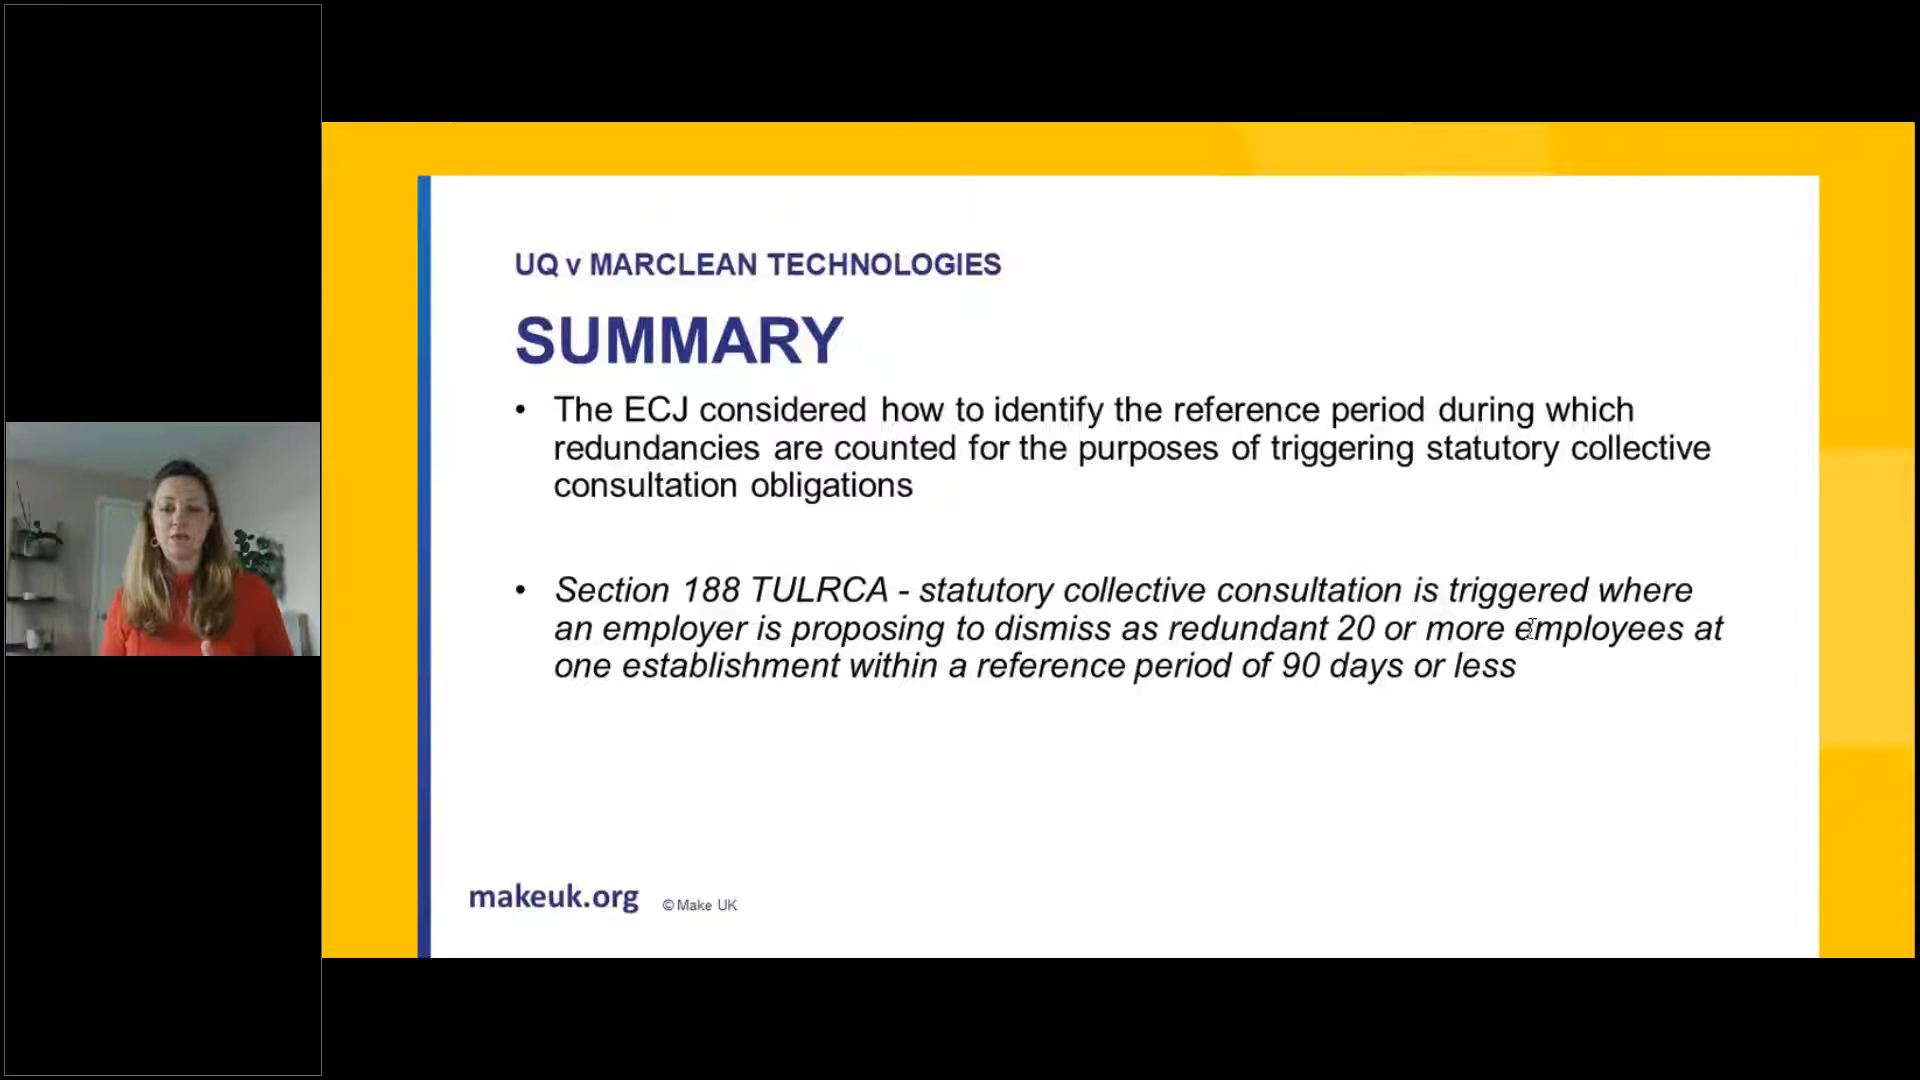 UQ v MARCLEAN TECHNOLOGIES
SUMMARY
• The ECJ considered how to identify the reference period during which
redundancies are counted for the purposes of triggering statutory collective
consultation obligations
• Section 188 TULRCA - statutory collective consultation is triggered where
an employer is proposing to dismiss as redundant 20 or more employees at
one establishment within a reference period of 90 days or less
makeuk.org © Make UK